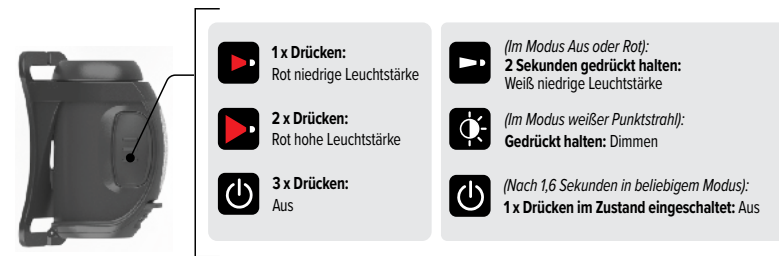 1 x Drücken:
Rot niedrige Leuchtstärke
2 x Drücken:
Rot hohe Leuchtstärke
3 x Drücken:
Aus
(Im Modus Aus oder Rot):
2 Sekunden gedrückt halten:
Weiß niedrige Leuchtstärke
(Im Modus weißer Punktstrahl):
Gedrückt halten: Dimmen
(Nach 1,6 Sekunden in beliebigem Modus):
1 x Drücken im Zustand eingeschaltet: Aus